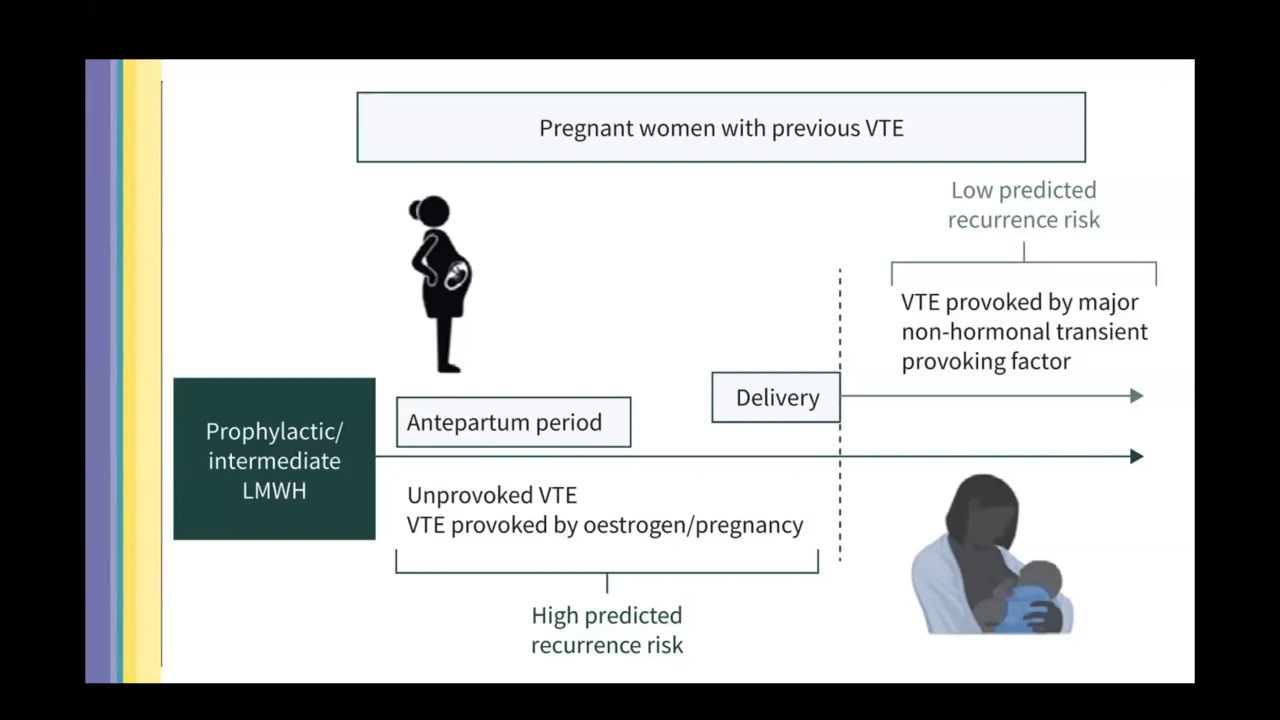 Pregnant women with previous VTE
Low predicted
recurrence risk
VTE provoked by major
non-hormonal transient
provoking factor
Delivery
Antepartum period
Prophylactic/
intermediate
LMWH
Unprovoked VTE
VTE provoked by oestrogen/pregnancy
High predicted
recurrence risk